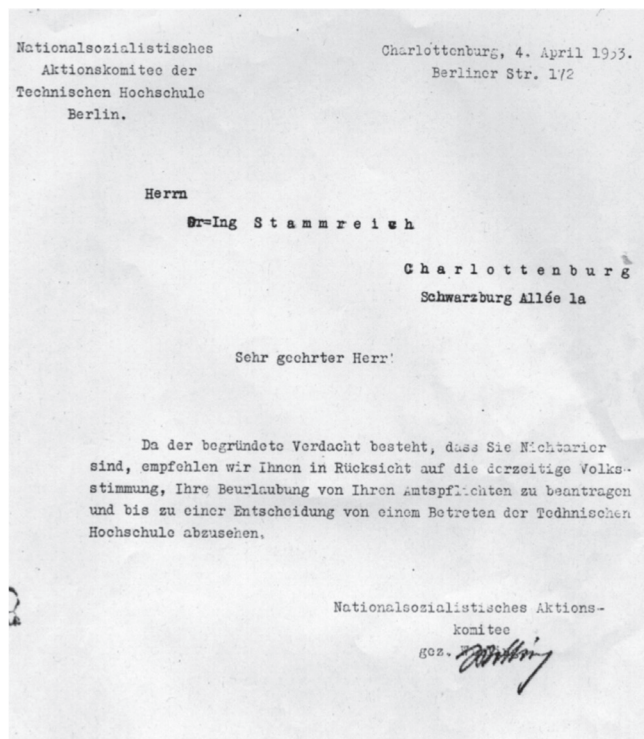 Nationalsozialistisches
Aktionskomitee der
Technischen Hochschule
Berlin.
Charlottenburg, 4. April 1933.
Berliner Str. 172
Herrn
Dr=Ing S t a m m r e i c h
C h a r l o t t e n b u r g
Schwarzburg Allée 1a
Sehr geehrter Herr!
Da der begründete Verdacht besteht, dass Sie Nichtarier
sind, empfehlen wir Ihnen in Rücksicht auf die derzeitige Volks-
stimmung, Ihre Beurlaubung von Ihren Amtspflichten zu beantragen
und bis zu einer Entscheidung von einem Betreten der Tedhnischen
Hochschule abzusehen.
Nationalsozialistisches Aktions-
komitee
gez.